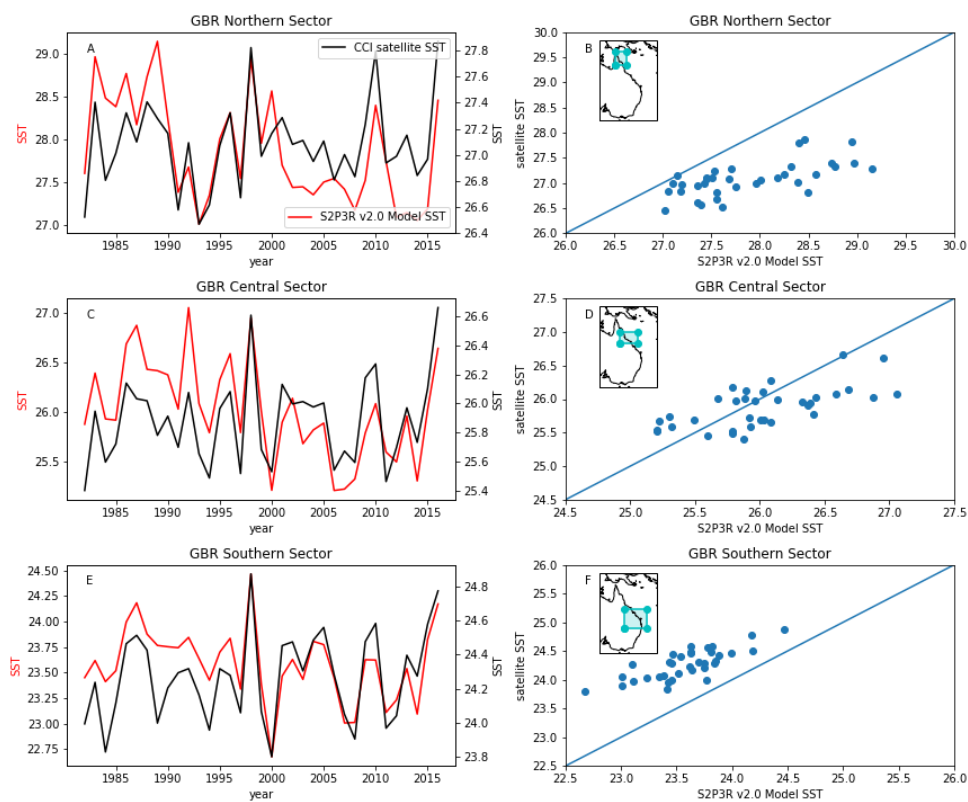 GBR Northern Sector
A
CCI satellite SST
S2P3R v2.0 Model SST
29.0
28.5
28.0
27.5
27.0
SST
27.8
27.6
27.4
27.2
27.0
26.8
26.6
26.4
SST
1985 1990 1995 2000 2005 2010 2015
year
GBR Northern Sector
B
30.0
29.5
29.0
28.5
28.0
27.5
27.0
26.5
26.0
satellite SST
26.0 26.5 27.0 27.5 28.0 28.5 29.0 29.5 30.0
S2P3R v2.0 Model SST
GBR Central Sector
C
27.0
26.5
26.0
25.5
SST
26.6
26.4
26.2
26.0
25.8
25.6
25.4
SST
1985 1990 1995 2000 2005 2010 2015
year
GBR Central Sector
D
27.5
27.0
26.5
26.0
25.5
25.0
24.5
satellite SST
24.5 25.0 25.5 26.0 26.5 27.0 27.5
S2P3R v2.0 Model SST
GBR Southern Sector
E
24.50
24.25
24.00
23.75
23.50
23.25
23.00
22.75
SST
24.8
24.6
24.4
24.2
24.0
23.8
SST
1985 1990 1995 2000 2005 2010 2015
year
GBR Southern Sector
F
26.0
25.5
25.0
24.5
24.0
23.5
23.0
22.5
satellite SST
22.5 23.0 23.5 24.0 24.5 25.0 25.5 26.0
S2P3R v2.0 Model SST